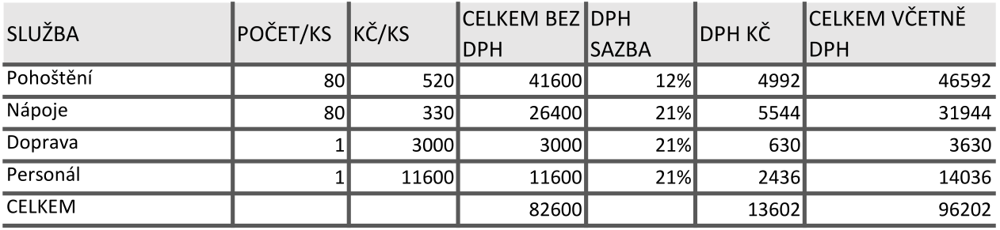 SLUŽBA POČET/KS KČ/KS CELKEM BEZ DPH DPH SAZBA DPH KČ CELKEM VČETNĚ DPH
Pohoštění 80 520 41600 12% 4992 46592
Nápoje 80 330 26400 21% 5544 31944
Doprava 1 3000 3000 21% 630 3630
Personál 1 11600 11600 21% 2436 14036
CELKEM 82600 13602 96202